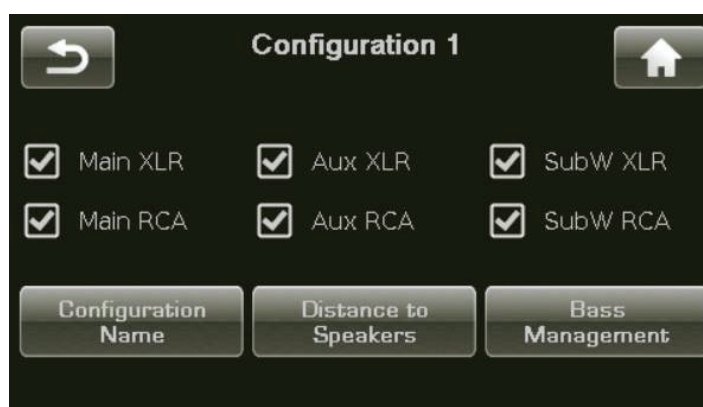 Configuration 1
Main XLR Aux XLR SubW XLR
Main RCA Aux RCA SubW RCA
Configuration Name
Distance to Speakers
Bass Management